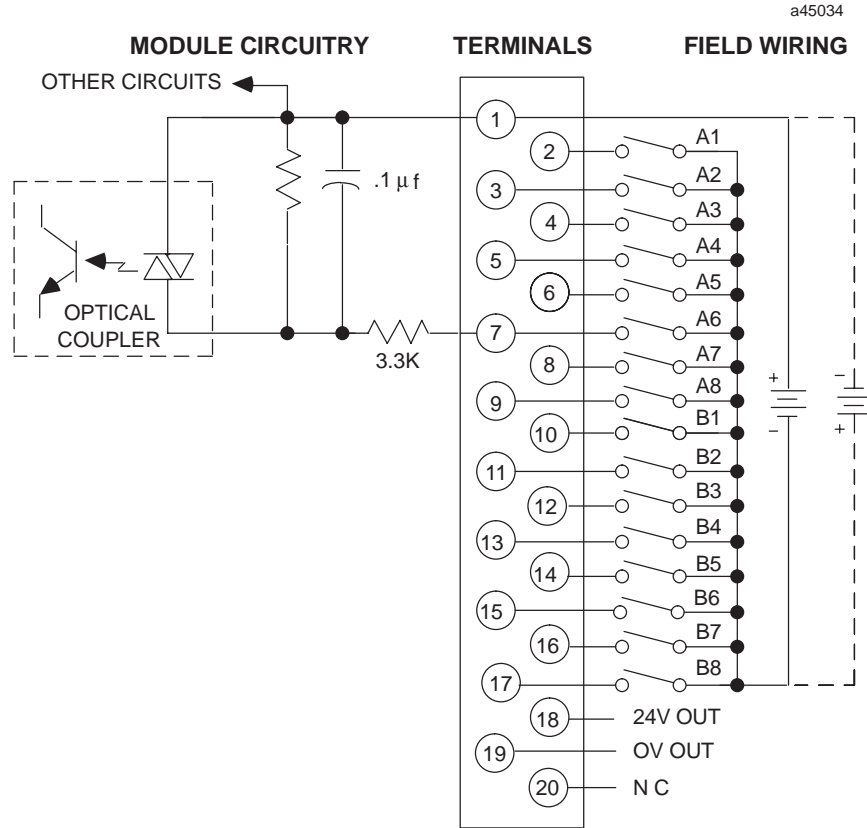 a45034
MODULE CIRCUITRY TERMINALS FIELD WIRING
OTHER CIRCUITS
1
2 A1
.1 μf
3 A2
4 A3
5 A4
6 A5
OPTICAL
COUPLER
7 A6
3.3K
8 A7
9 A8
+ −
10 B1
− +
11 B2
12 B3
13 B4
14 B5
15 B6
16 B7
17 B8
18 24V OUT
19 OV OUT
20 N C